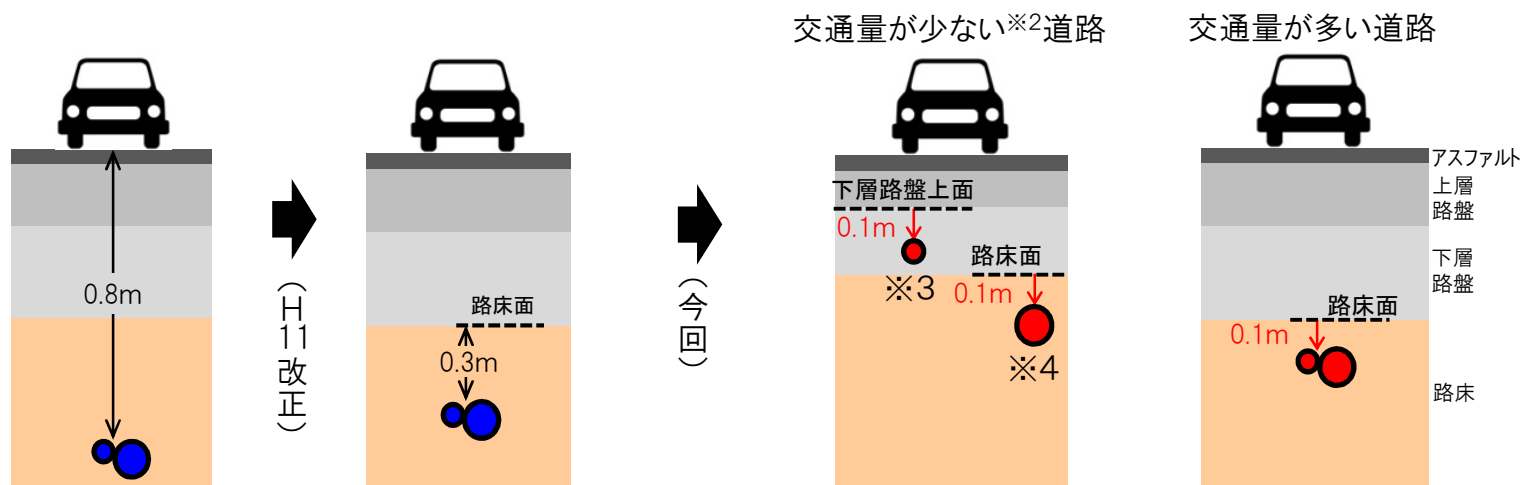 交通量が少ない※2道路
交通量が多い道路
0.8m
(H11改正)
路床面
0.3m
(今回)
下層路盤上面
0.1m
※3
路床面
0.1m
※4
路床面
0.1m
アスファルト
上層
路盤
下層
路盤
路床